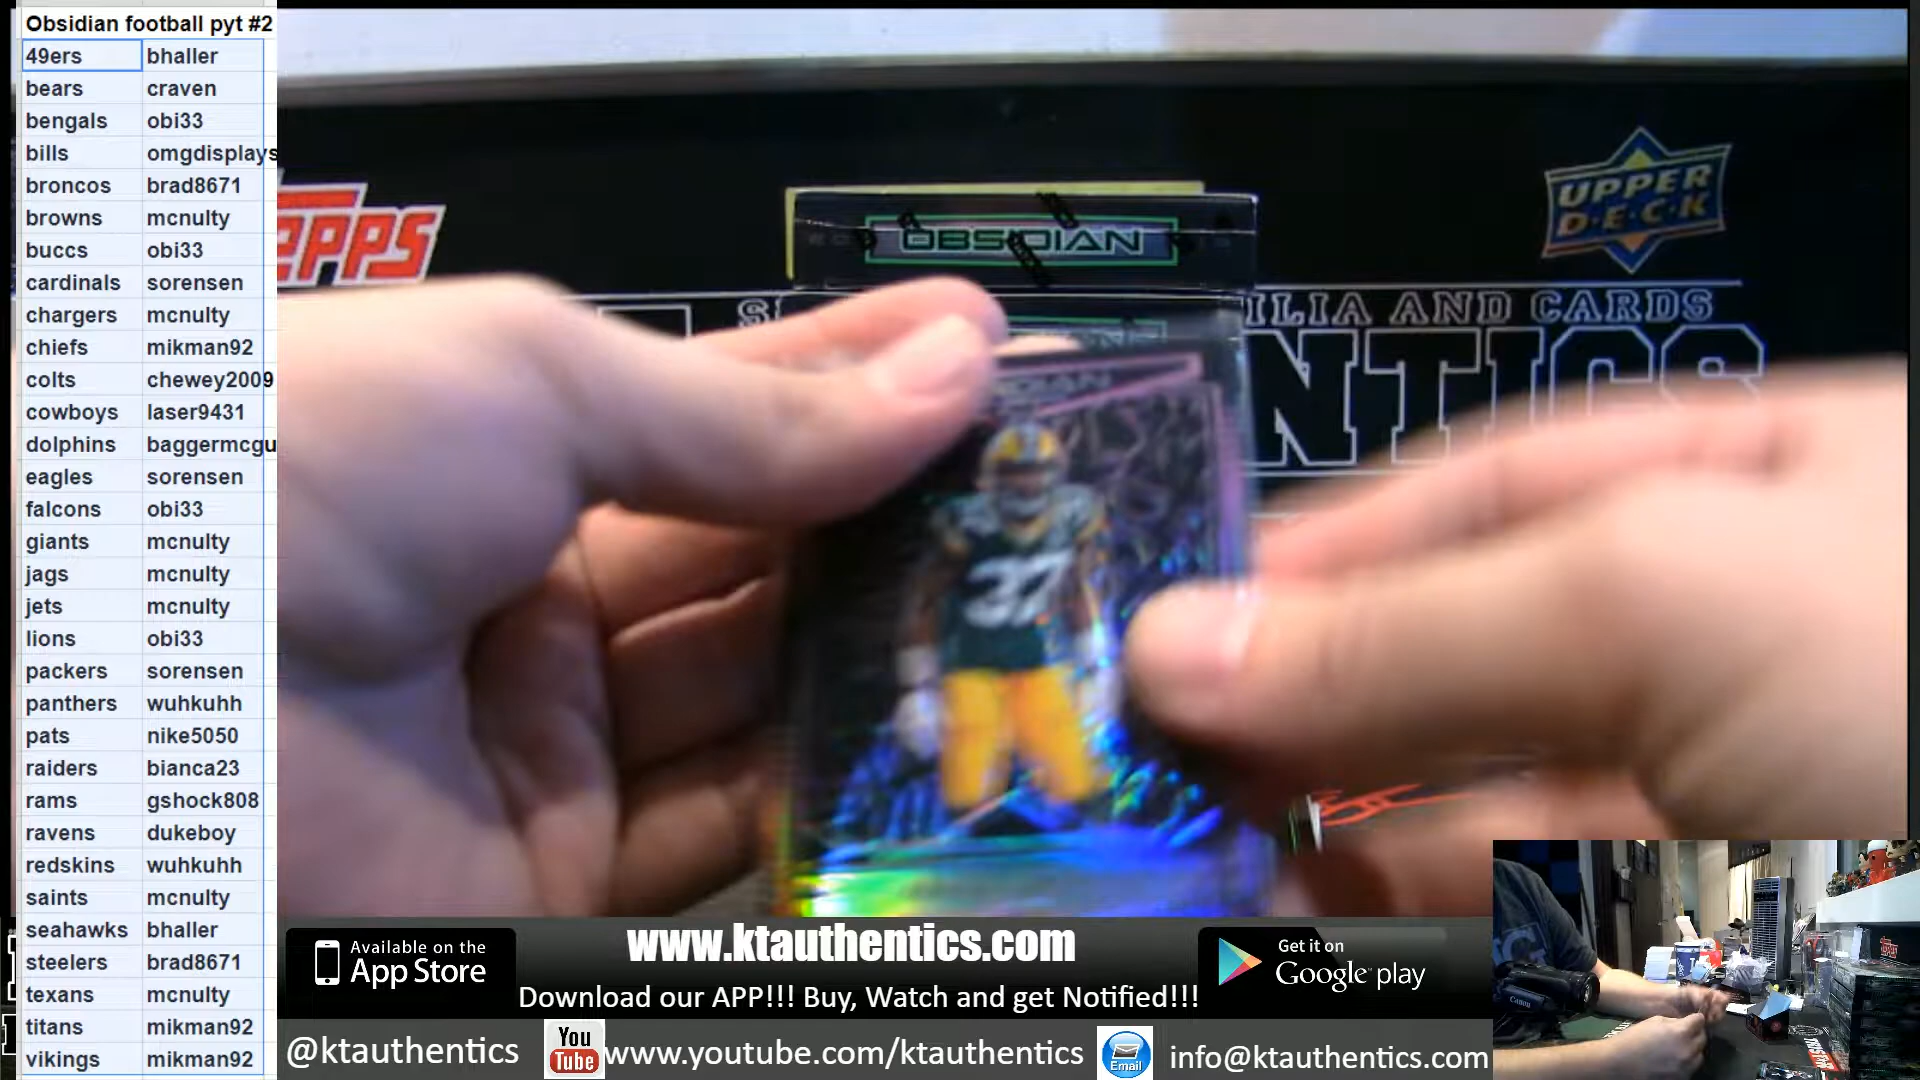 Obsidian football pyt #2
49ers bhaller
bears craven
bengals obi33
bills omgdisplays
broncos brad8671
browns mcnulty
buccs obi33
cardinals sorensen
chargers mcnulty
chiefs mikman92
colts chewey2009
cowboys laser9431
dolphins baggermcgu
eagles sorensen
falcons obi33
giants mcnulty
jags mcnulty
jets mcnulty
lions obi33
packers sorensen
panthers wuhkuhh
pats nike5050
raiders bianca23
rams gshock808
ravens dukeboy
redskins wuhkuhh
saints mcnulty
seahawks bhaller
steelers brad8671
texans mcnulty
titans mikman92
vikings mikman92
UPPER
D·E·C·K
OPPS
OBSIDIAN
ILIA AND CARDS
NTICS
37
Available on the
App Store
www.ktauthentics.com
Get it on
Google play
Download our APP!!! Buy, Watch and get Notified!!!
@ktauthentics
You
Tube
www.youtube.com/ktauthentics
Email
info@ktauthentics.com